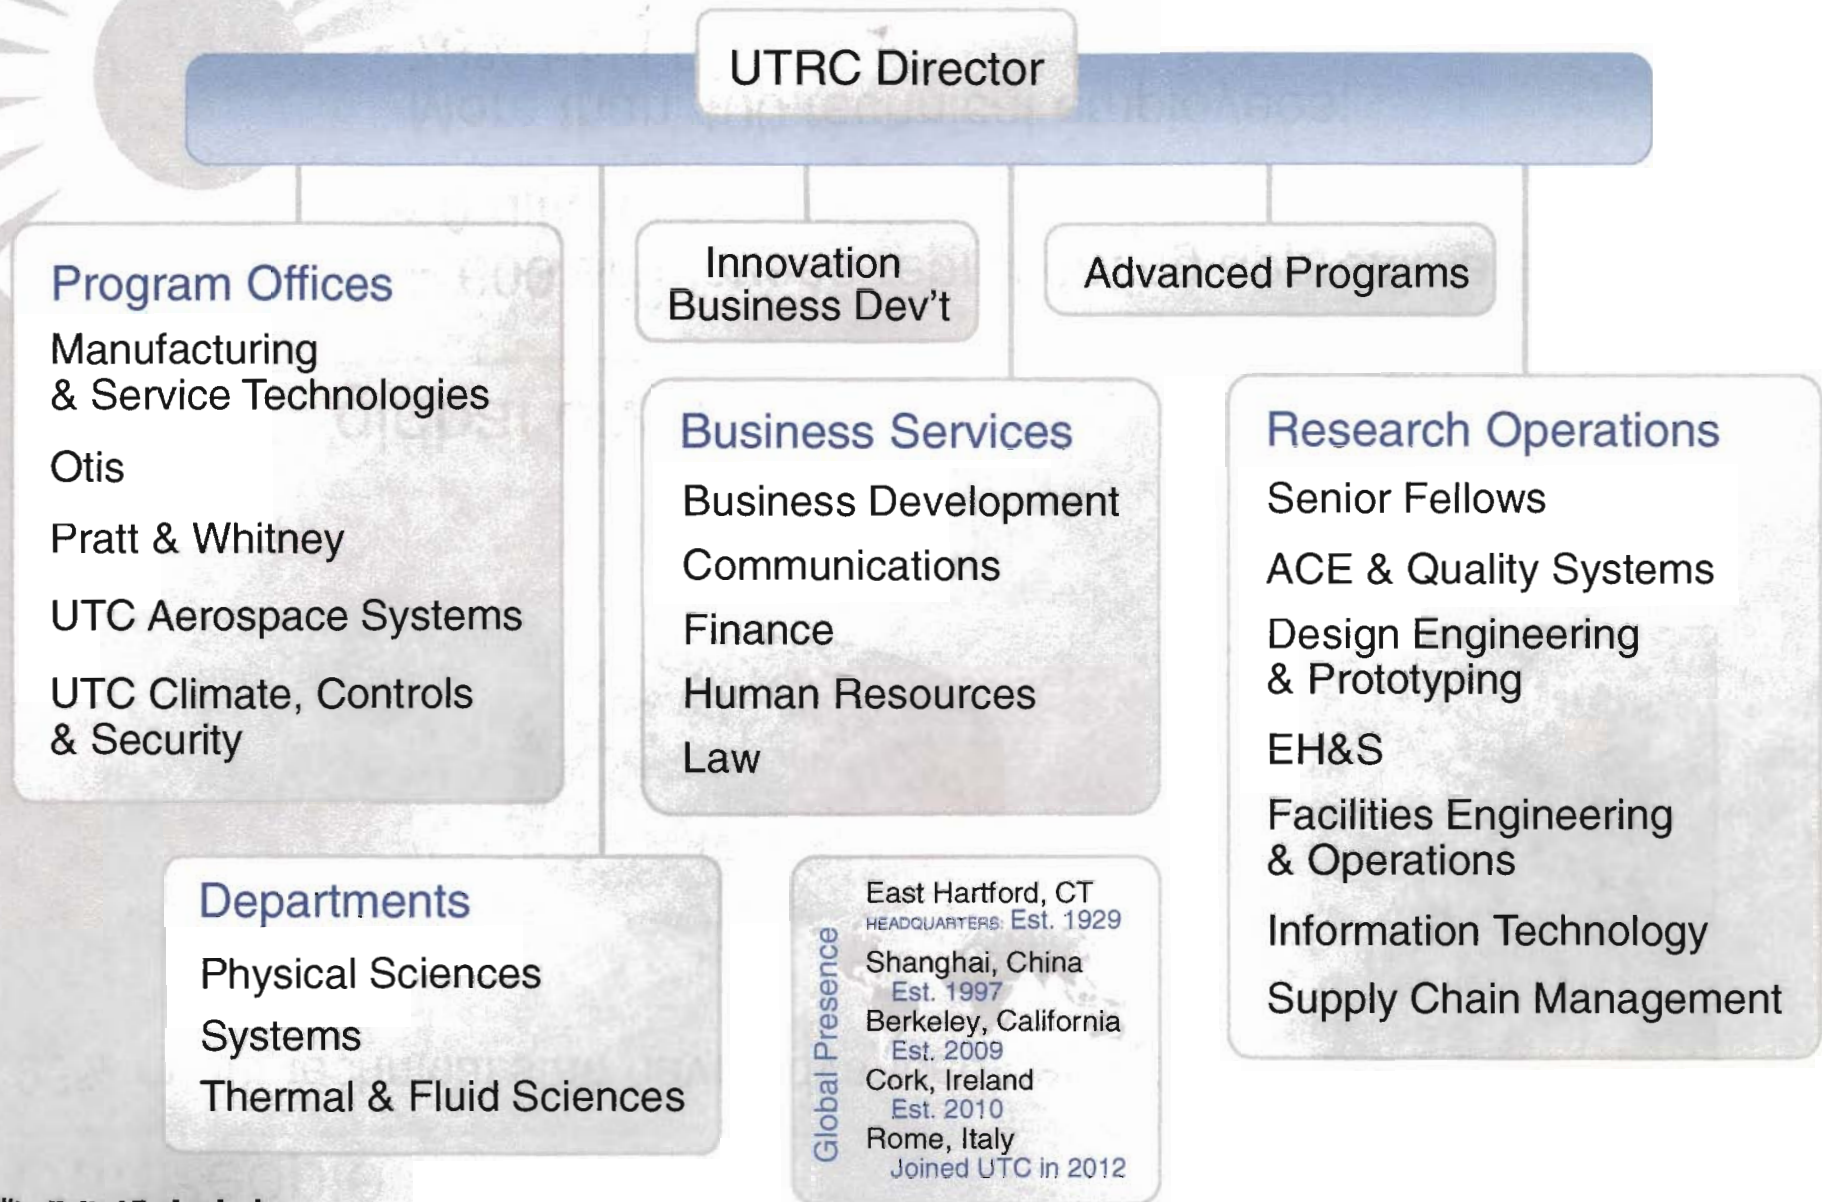 UTRC Director
Program Offices
Manufacturing
& Service Technologies
Otis
Pratt & Whitney
UTC Aerospace Systems
UTC Climate, Controls
& Security
Innovation
Business Dev't
Advanced Programs
Business Services
Business Development
Communications
Finance
Human Resources
Law
Research Operations
Senior Fellows
ACE & Quality Systems
Design Engineering
& Prototyping
EH&S
Facilities Engineering
& Operations
Information Technology
Supply Chain Management
Departments
Physical Sciences
Systems
Thermal & Fluid Sciences
Global Presence
East Hartford, CT
HEADQUARTERS: Est. 1929
Shanghai, China
Est. 1997
Berkeley, California
Est. 2009
Cork, Ireland
Est. 2010
Rome, Italy
Joined UTC in 2012